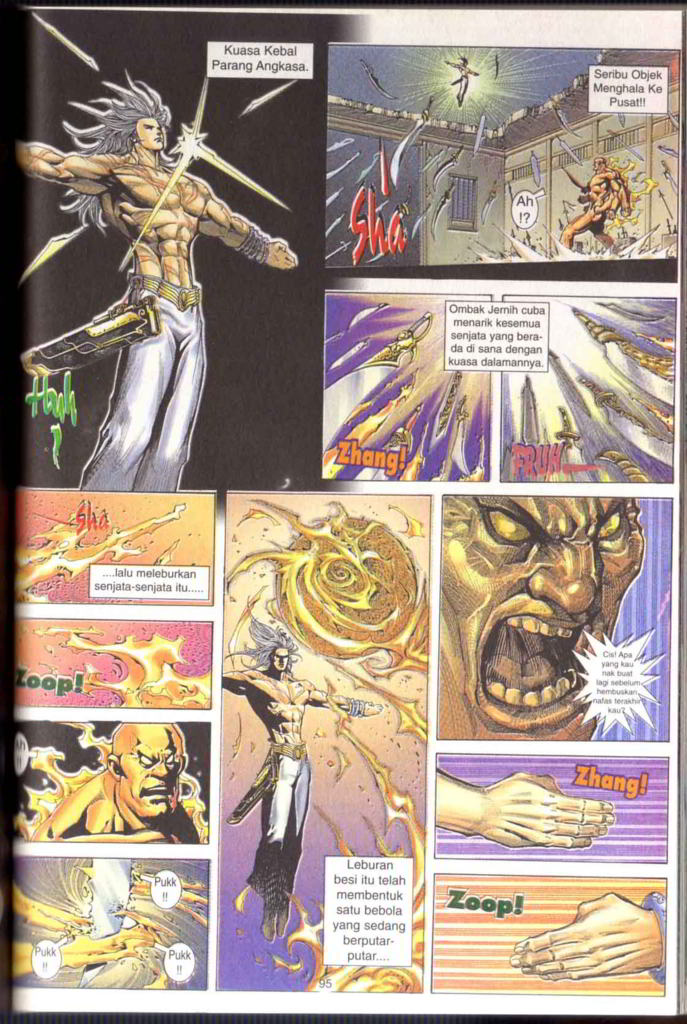 Kuasa Kebal
Parang Angkasa.
Seribu Objek
Menghala Ke
Pusat!!
Ah
!?
Sha
Huh
?
Ombak Jernih cuba
menarik kesemua
senjata yang bera-
da di sana dengan
kuasa dalamannya.
Zhang!
FRUH
Sha
....lalu meleburkan
senjata-senjata itu.....
Zoop!
Pukk
!!
Pukk
!!
Pukk
!!
Leburan
besi itu telah
membentuk
satu bebola
yang sedang
berputar-
putar....
Cis! Apa
yang kau
nak buat
lagi sebelum
hembuskan
nafas terakhir
kau?
Zhang!
Zoop!
95